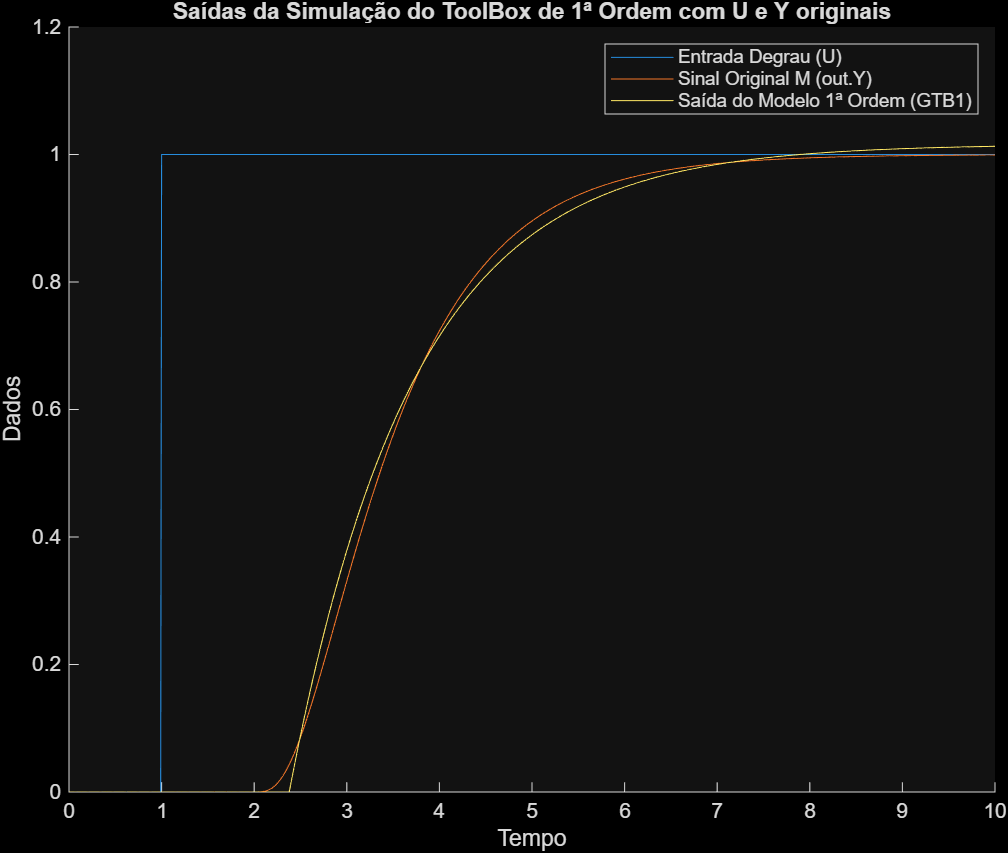 Saídas da Simulação do ToolBox de 1ª Ordem com U e Y originais
Entrada Degrau (U)
Sinal Original M (out.Y)
Saída do Modelo 1ª Ordem (GTB1)
1.2
1
0.8
0.6
0.4
0.2
0
Dados
0 1 2 3 4 5 6 7 8 9 10
Tempo